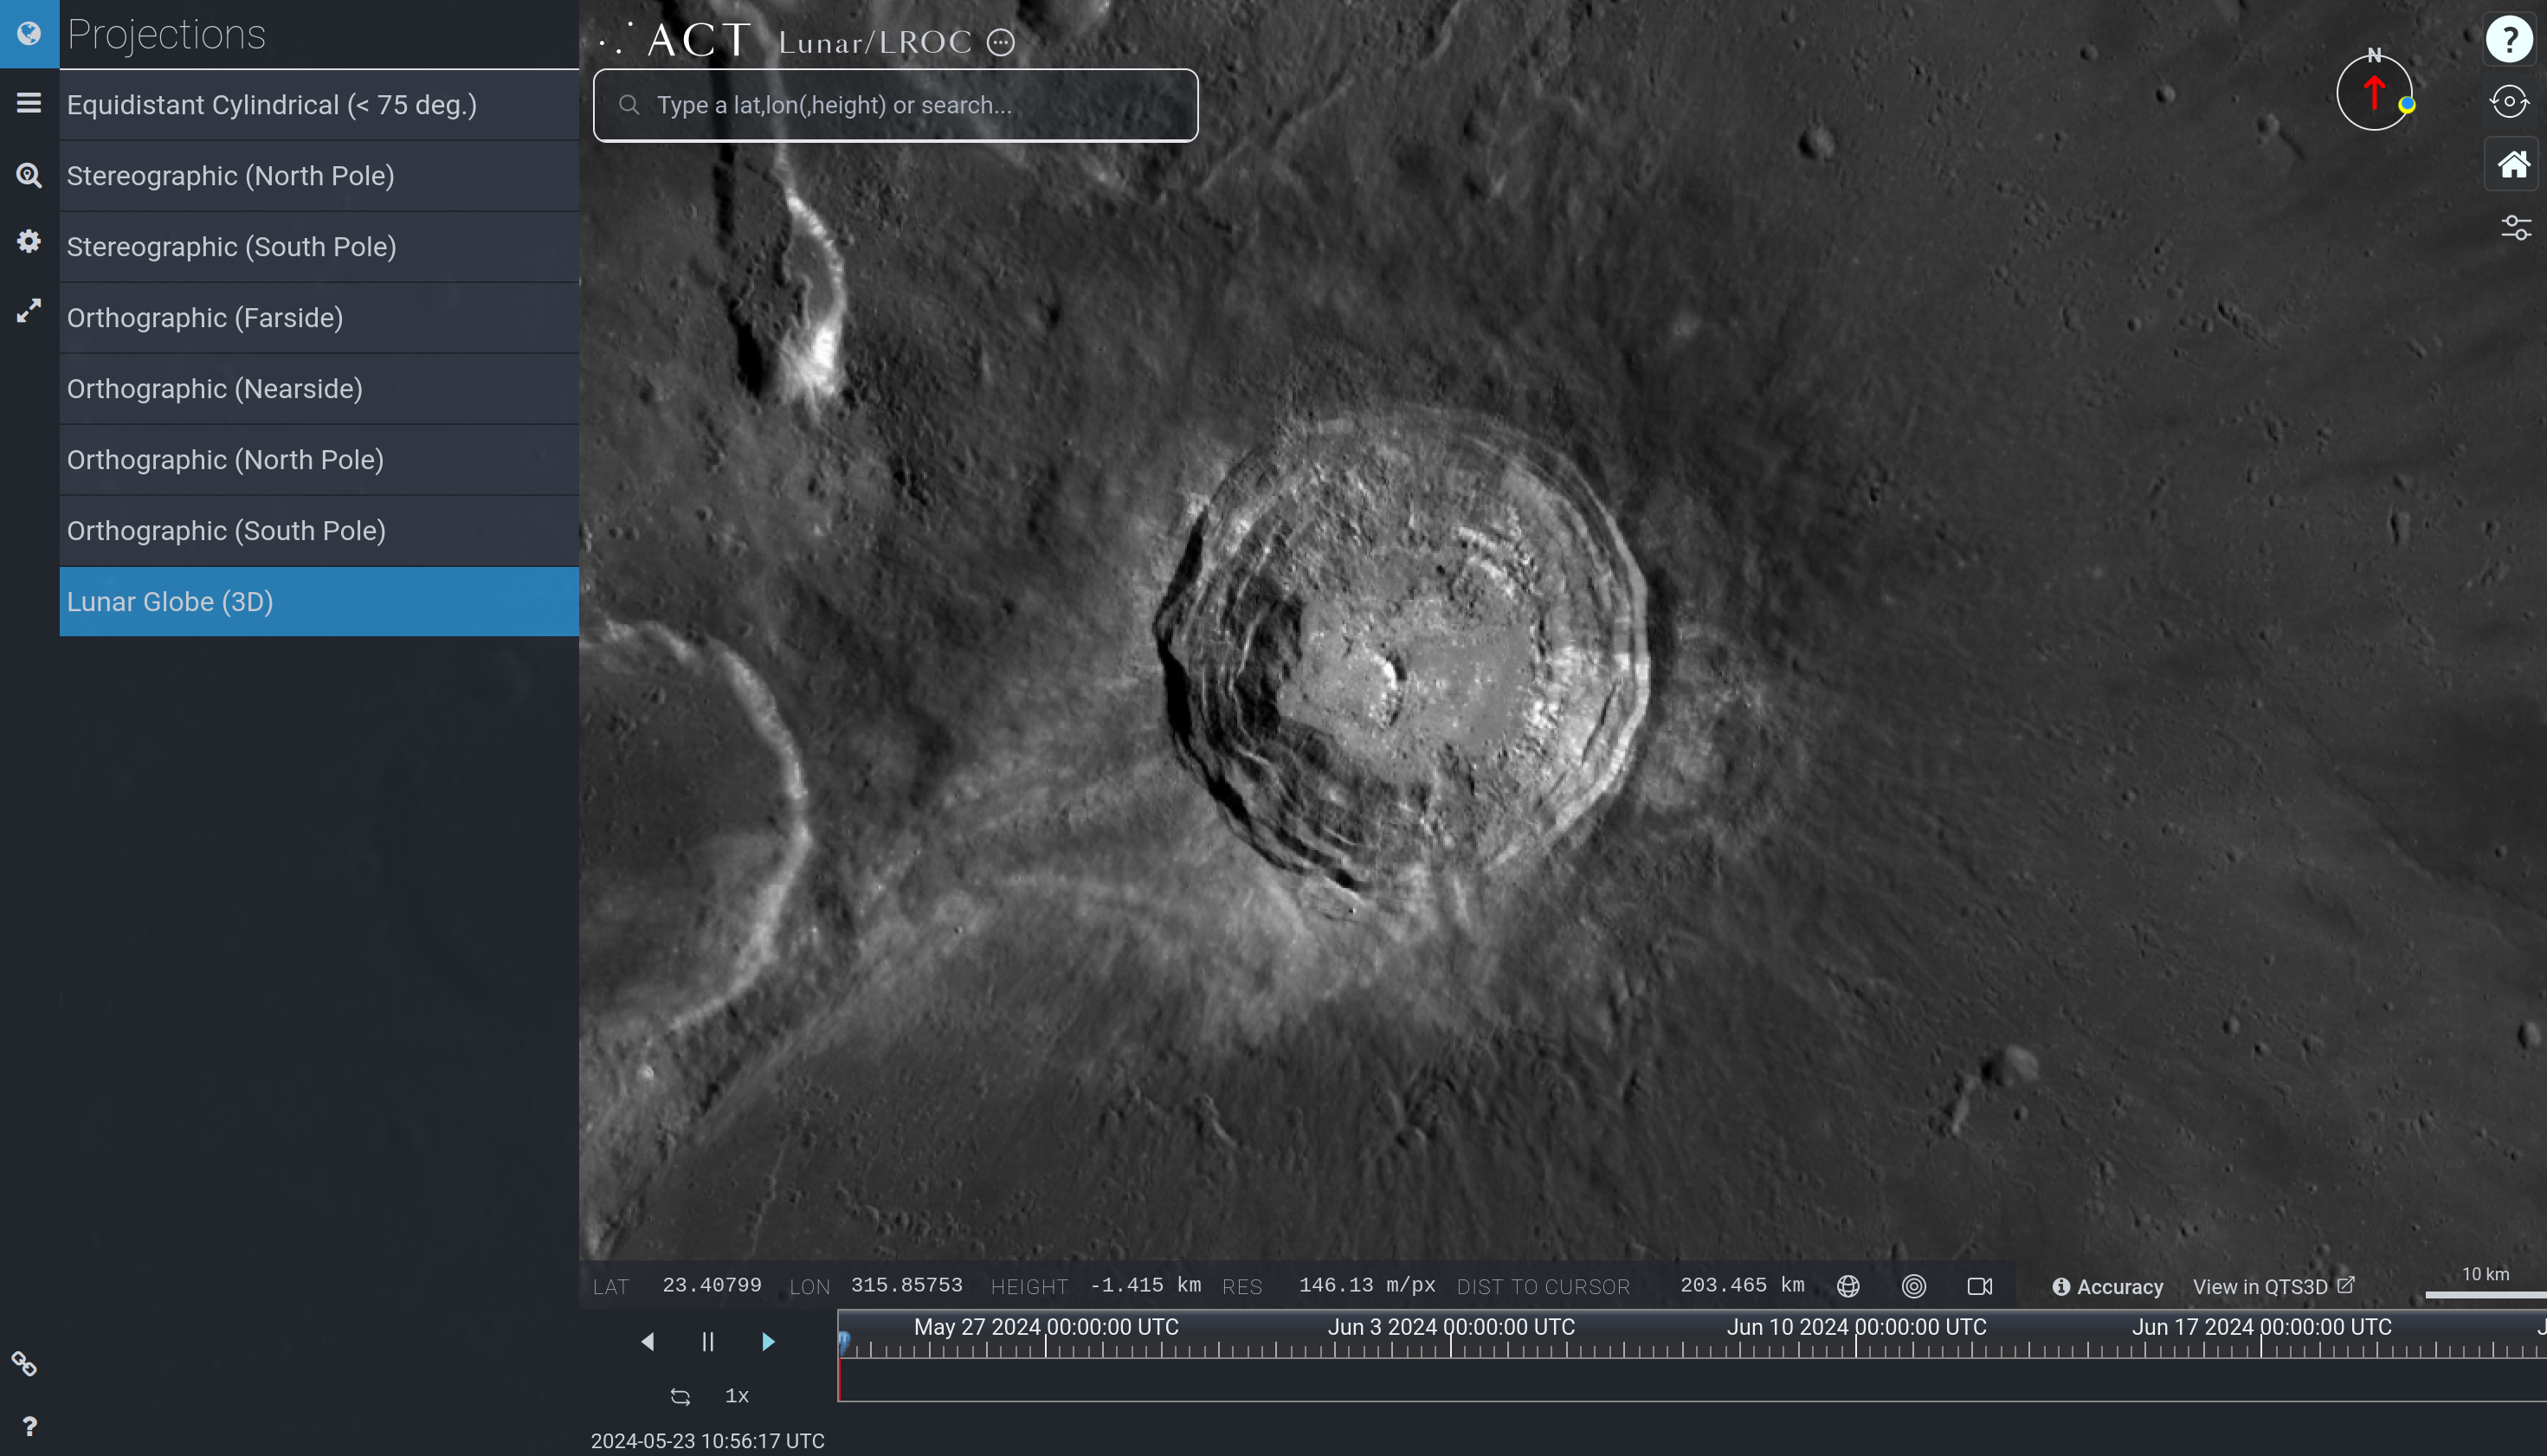 Projections
Equidistant Cylindrical (< 75 deg.)
Stereographic (North Pole)
Stereographic (South Pole)
Orthographic (Farside)
Orthographic (Nearside)
Orthographic (North Pole)
Orthographic (South Pole)
Lunar Globe (3D)
ACT Lunar/LROC
Type a lat,lon(,height) or search...
N
?
LAT 23.40799 LON 315.85753 HEIGHT -1.415 km RES 146.13 m/px DIST TO CURSOR 203.465 km Accuracy View in QTS3D 10 km
May 27 2024 00:00:00 UTC Jun 3 2024 00:00:00 UTC Jun 10 2024 00:00:00 UTC Jun 17 2024 00:00:00 UTC J
1x
2024-05-23 10:56:17 UTC
?